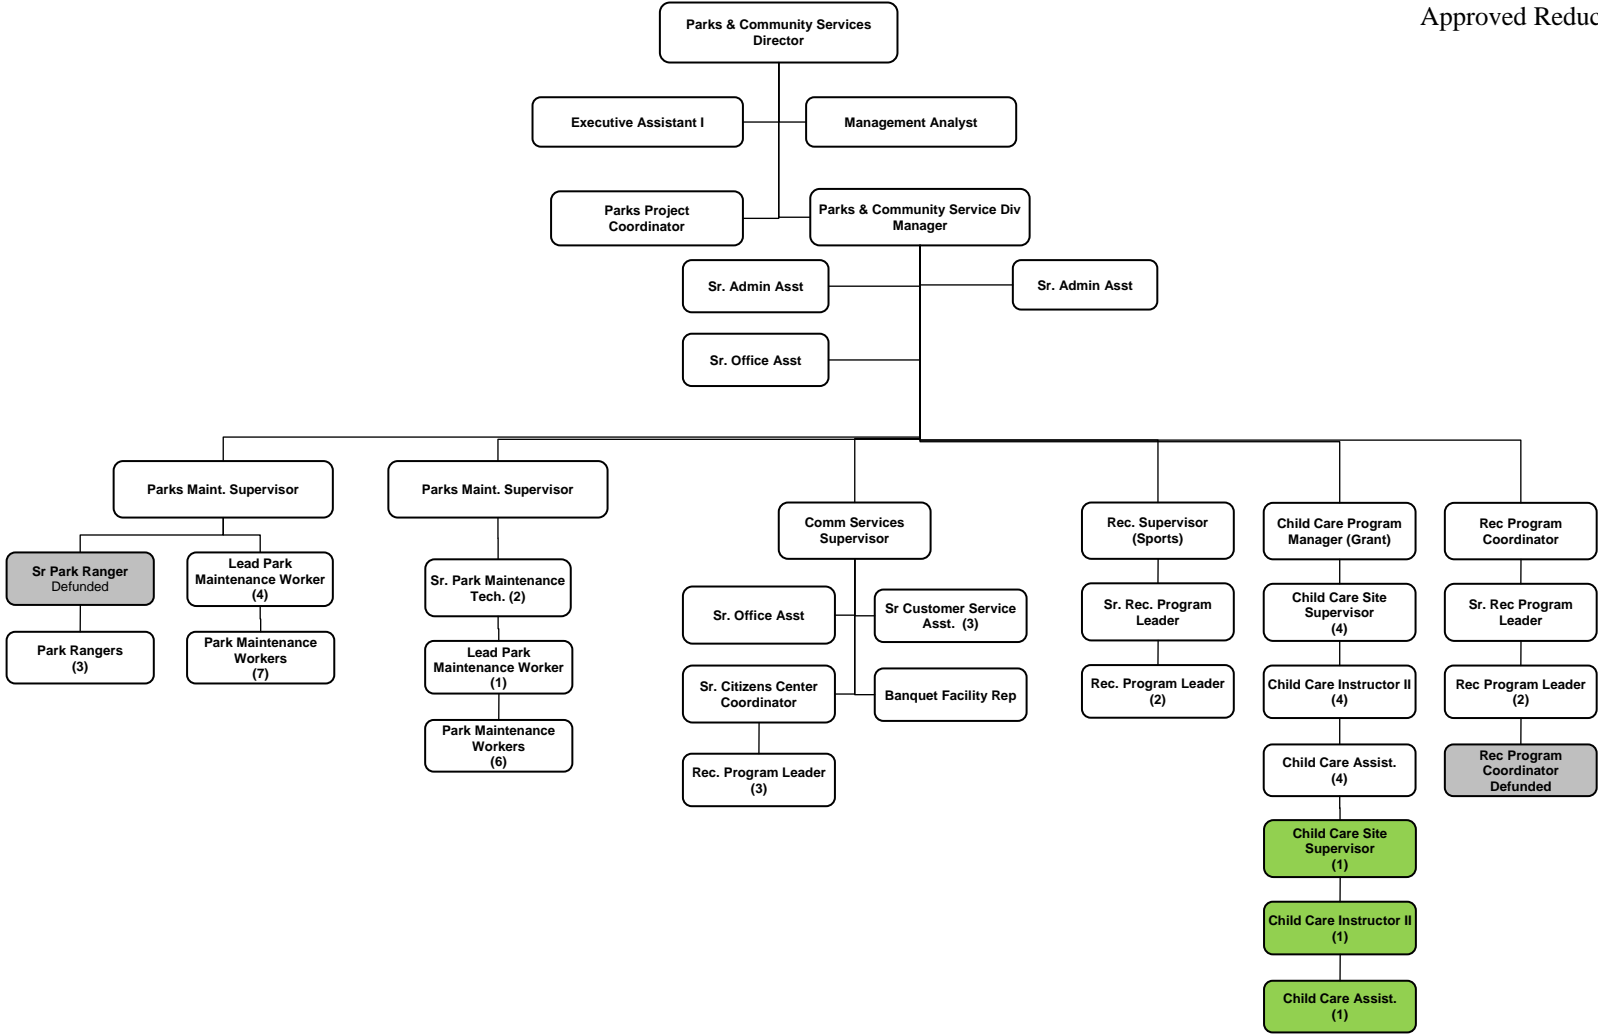 Approved Reduc
Parks & Community Services
Director
Executive Assistant I
Management Analyst
Parks Project
Coordinator
Parks & Community Service Div
Manager
Sr. Admin Asst
Sr. Admin Asst
Sr. Office Asst
Parks Maint. Supervisor
Parks Maint. Supervisor
Comm Services
Supervisor
Rec. Supervisor
(Sports)
Child Care Program
Manager (Grant)
Rec Program
Coordinator
Sr Park Ranger
Defunded
Lead Park
Maintenance Worker
(4)
Park Rangers
(3)
Park Maintenance
Workers
(7)
Sr. Park Maintenance
Tech. (2)
Lead Park
Maintenance Worker
(1)
Park Maintenance
Workers
(6)
Sr. Office Asst
Sr Customer Service
Asst. (3)
Sr. Citizens Center
Coordinator
Banquet Facility Rep
Rec. Program Leader
(3)
Sr. Rec. Program
Leader
Rec. Program Leader
(2)
Child Care Site
Supervisor
(4)
Child Care Instructor II
(4)
Child Care Assist.
(4)
Child Care Site
Supervisor
(1)
Child Care Instructor II
(1)
Child Care Assist.
(1)
Sr. Rec Program
Leader
Rec Program Leader
(2)
Rec Program
Coordinator
Defunded